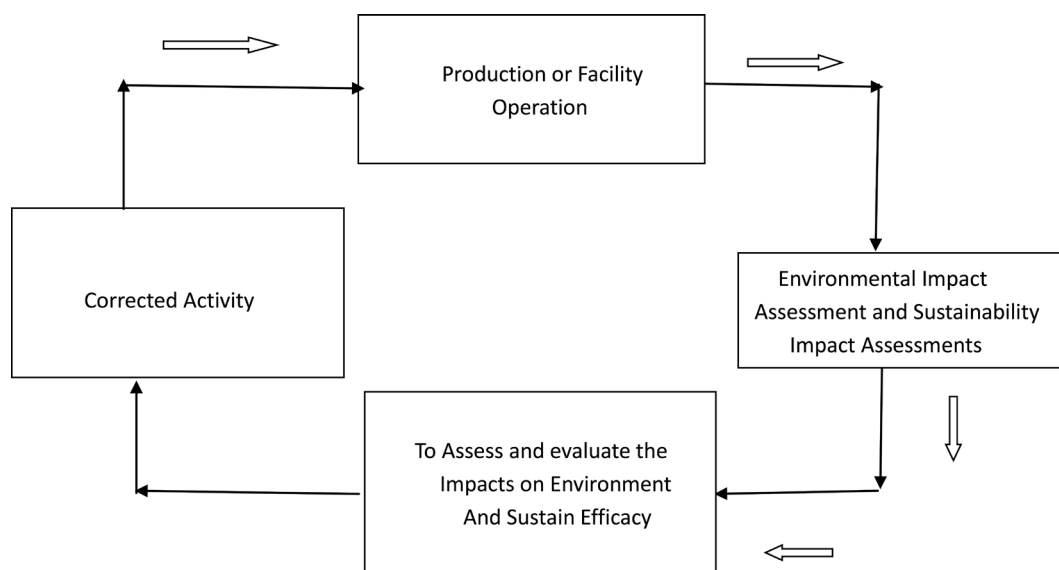 Production or Facility
Operation
Corrected Activity
Environmental Impact
Assessment and Sustainability
Impact Assessments
To Assess and evaluate the
Impacts on Environment
And Sustain Efficacy